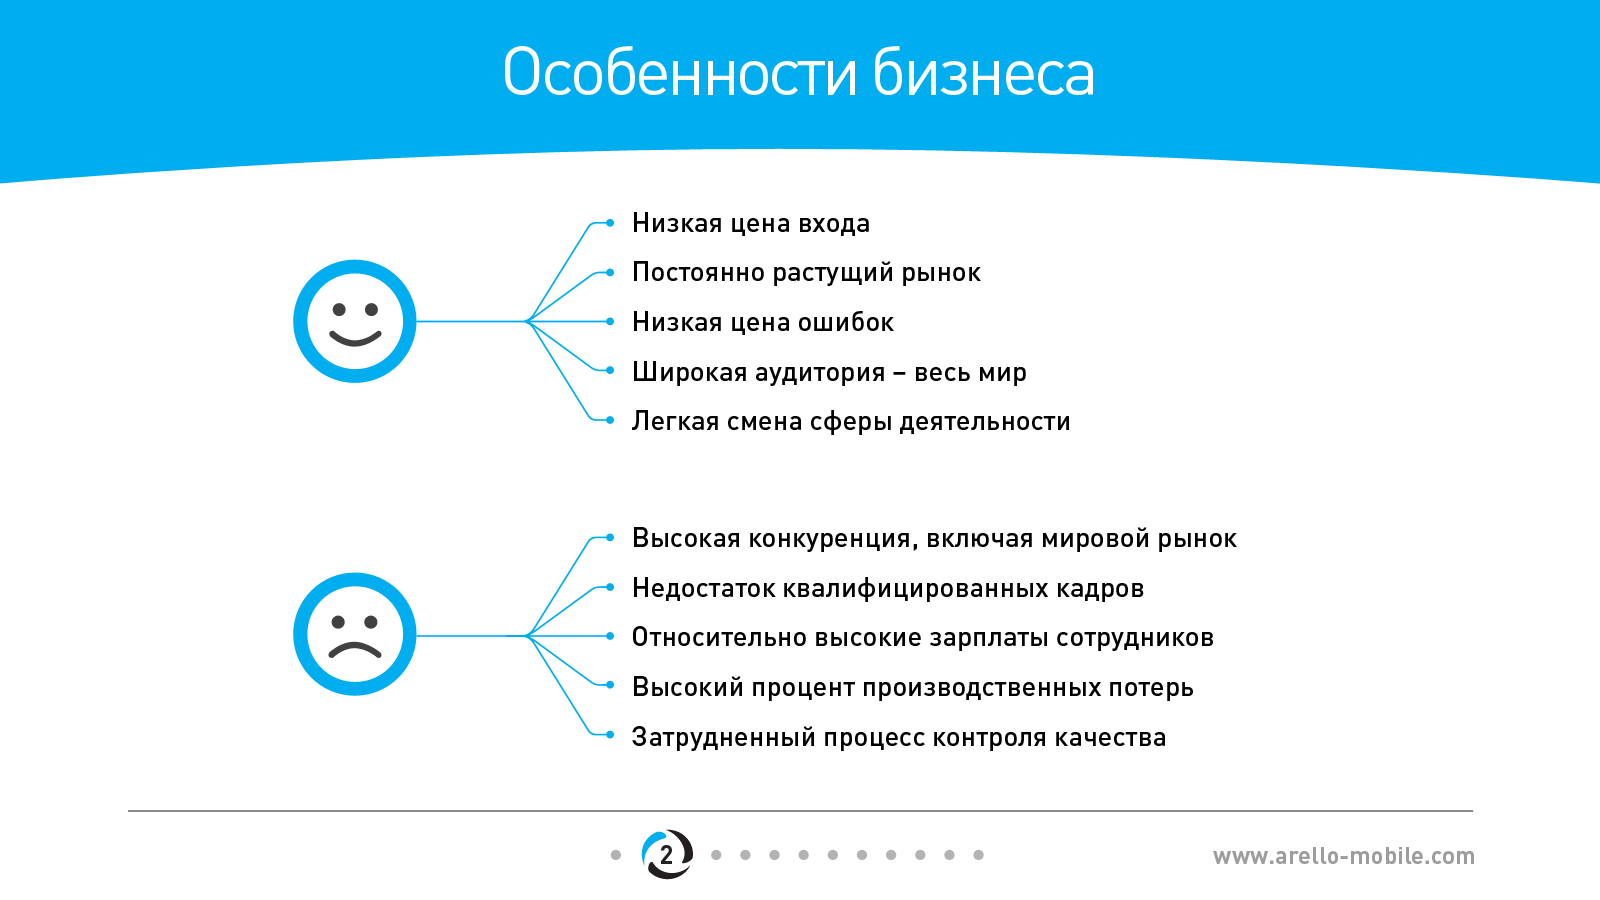 Особенности бизнеса
Низкая цена входа
Постоянно растущий рынок
Низкая цена ошибок
Широкая аудитория – весь мир
Легкая смена сферы деятельности
Высокая конкуренция, включая мировой рынок
Недостаток квалифицированных кадров
Относительно высокие зарплаты сотрудников
Высокий процент производственных потерь
Затрудненный процесс контроля качества
2
www.arello-mobile.com